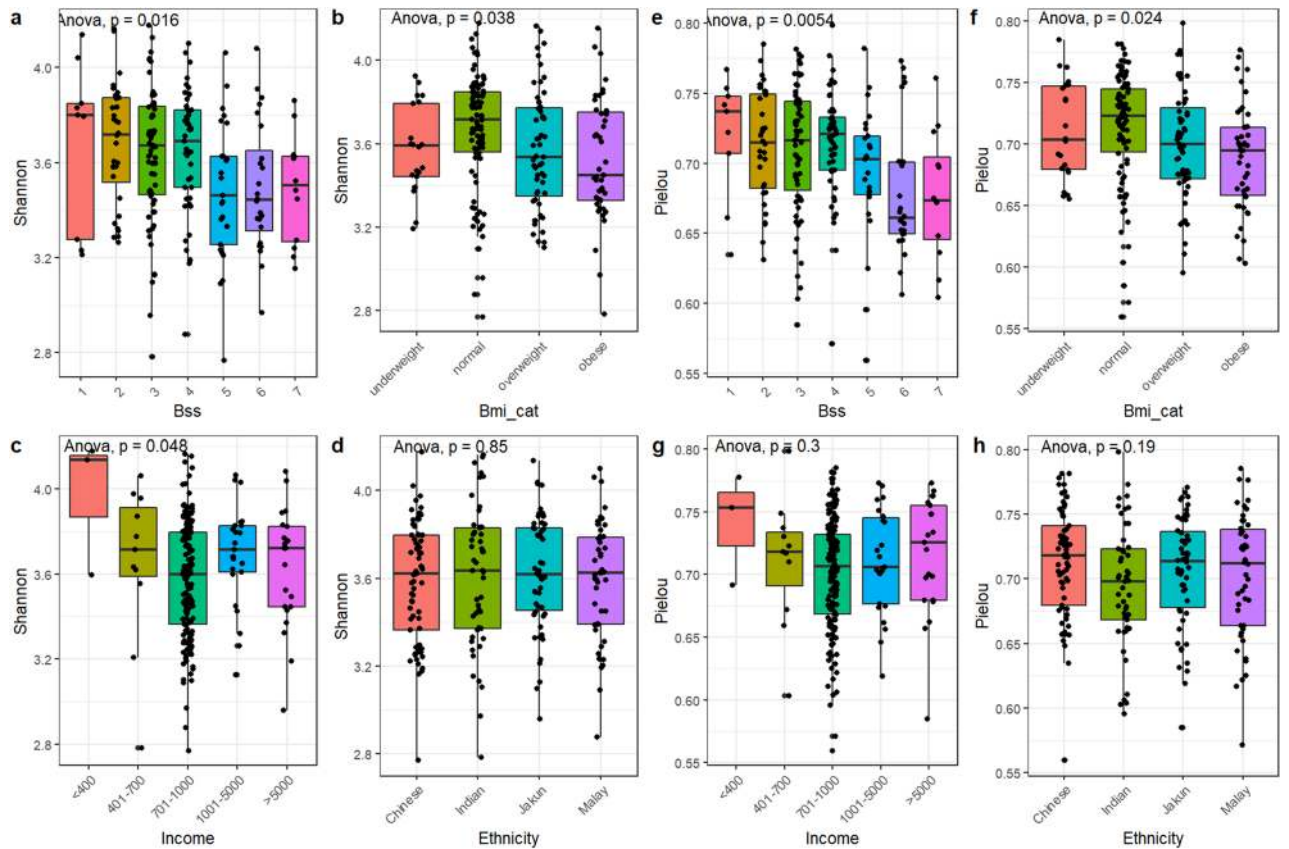 a
Anova, p = 0.016
Shannon
4.0
3.6
3.2
2.8
1 2 3 4 5 6 7
Bss
b
Anova, p = 0.038
Shannon
4.0
3.6
3.2
2.8
underweight normal overweight obese
Bmi_cat
e
Anova, p = 0.0054
Pielou
0.80
0.75
0.70
0.65
0.60
0.55
1 2 3 4 5 6 7
Bss
f
Anova, p = 0.024
Pielou
0.80
0.75
0.70
0.65
0.60
0.55
underweight normal overweight obese
Bmi_cat
c
Anova, p = 0.048
Shannon
4.0
3.6
3.2
2.8
<400 401-700 701-1000 1001-5000 >5000
Income
d
Anova, p = 0.85
Shannon
4.0
3.6
3.2
2.8
Chinese Indian Jakun Malay
Ethnicity
g
Anova, p = 0.3
Pielou
0.80
0.75
0.70
0.65
0.60
0.55
<400 401-700 701-1000 1001-5000 >5000
Income
h
Anova, p = 0.19
Pielou
0.80
0.75
0.70
0.65
0.60
0.55
Chinese Indian Jakun Malay
Ethnicity